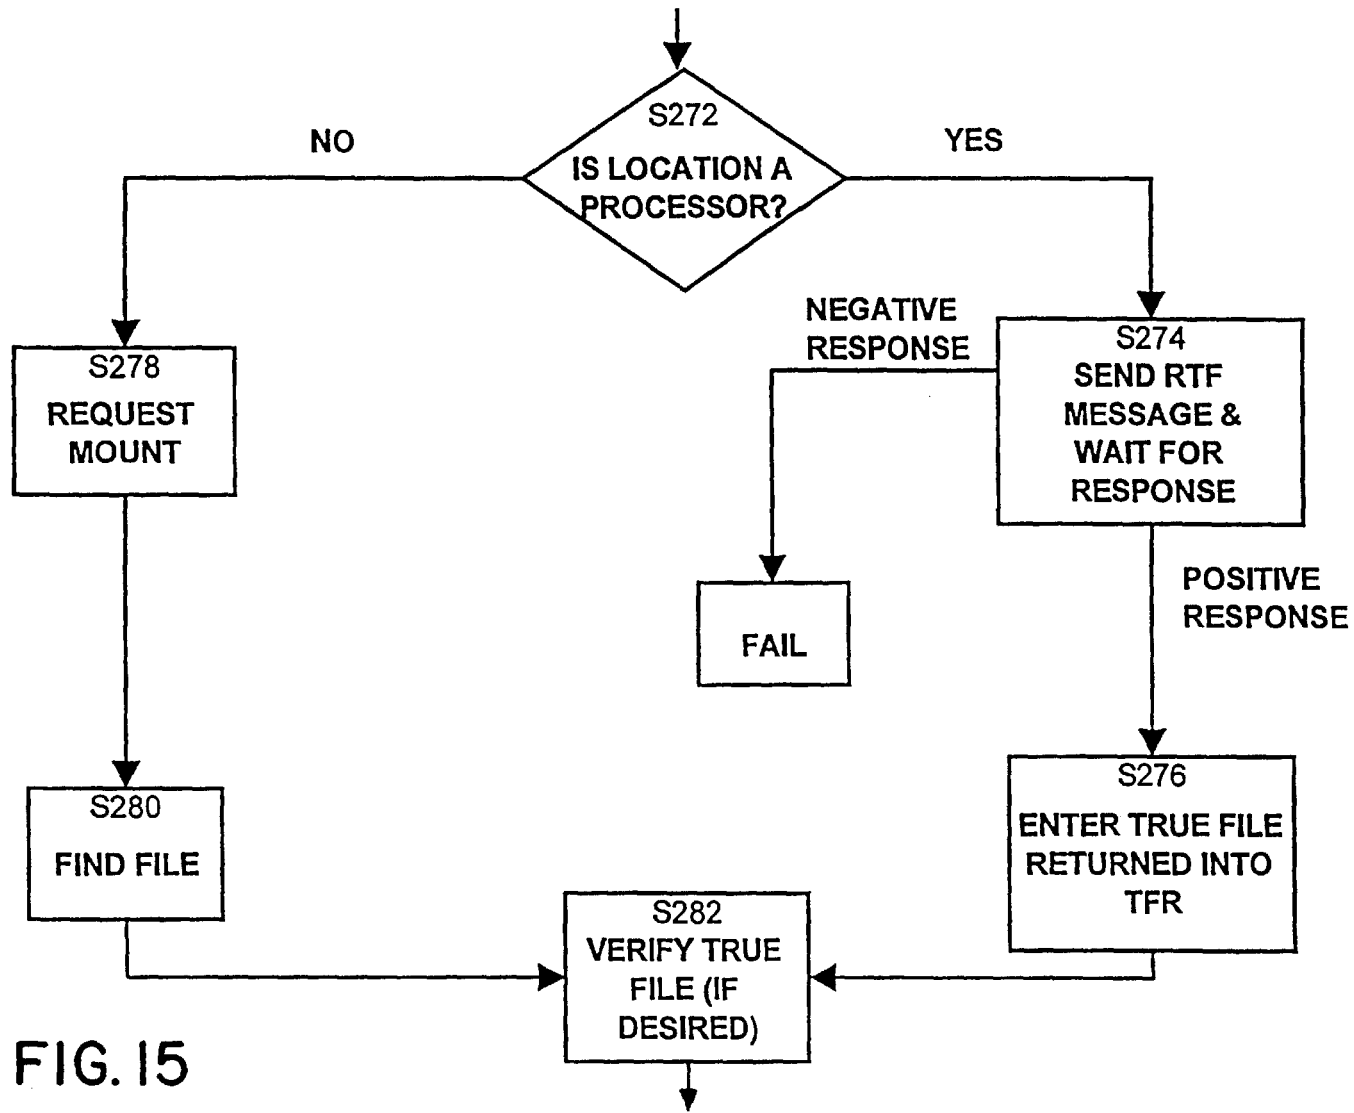 S272
IS LOCATION A
PROCESSOR?
NO
YES
NEGATIVE
RESPONSE
S274
SEND RTF
MESSAGE &
WAIT FOR
RESPONSE
S278
REQUEST
MOUNT
FAIL
POSITIVE
RESPONSE
S276
ENTER TRUE FILE
RETURNED INTO
TFR
S280
FIND FILE
S282
VERIFY TRUE
FILE (IF
DESIRED)
FIG. 15